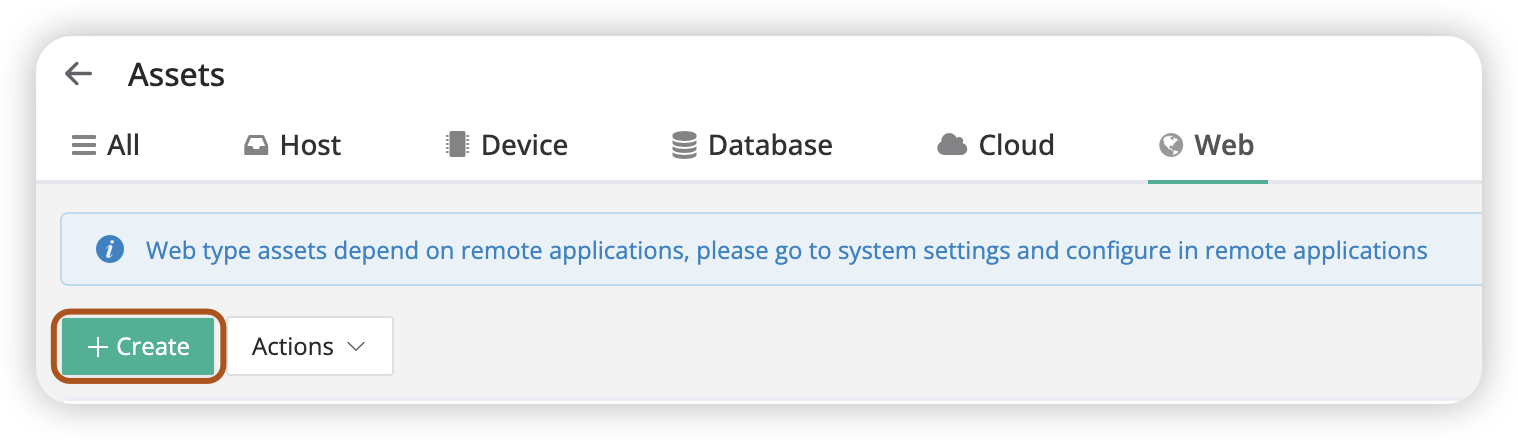 Assets
All Host Device Database Cloud Web
Web type assets depend on remote applications, please go to system settings and configure in remote applications
+ Create Actions